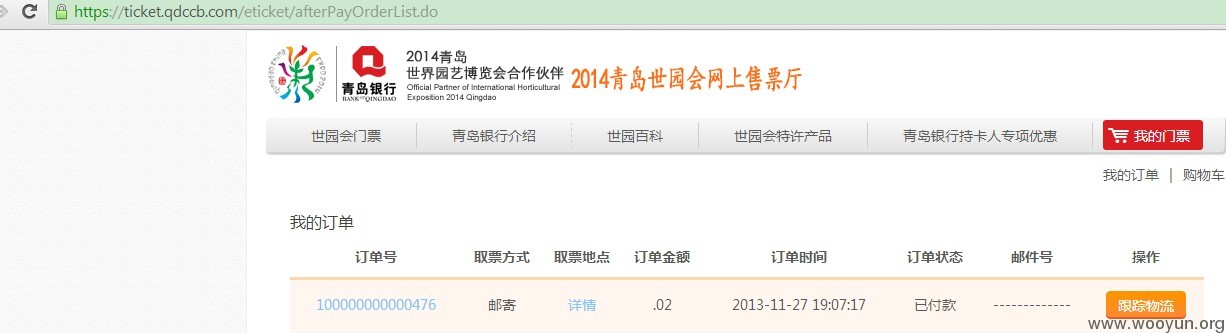 https://ticket.qdccb.com/eticket/afterPayOrderList.do
2014青岛
世界园艺博览会合作伙伴
Official Partner of International Horticultural
Exposition 2014 Qingdao
青岛银行
BANK OF QINGDAO
2014青岛世园会网上售票厅
世园会门票 青岛银行介绍 世园百科 世园会特许产品 青岛银行持卡人专项优惠 我的门票
我的订单 | 购物车
我的订单
订单号 取票方式 取票地点 订单金额 订单时间 订单状态 邮件号 操作
100000000000476 邮寄 详情 .02 2013-11-27 19:07:17 已付款 ------------- 跟踪物流
www.wooyun.org